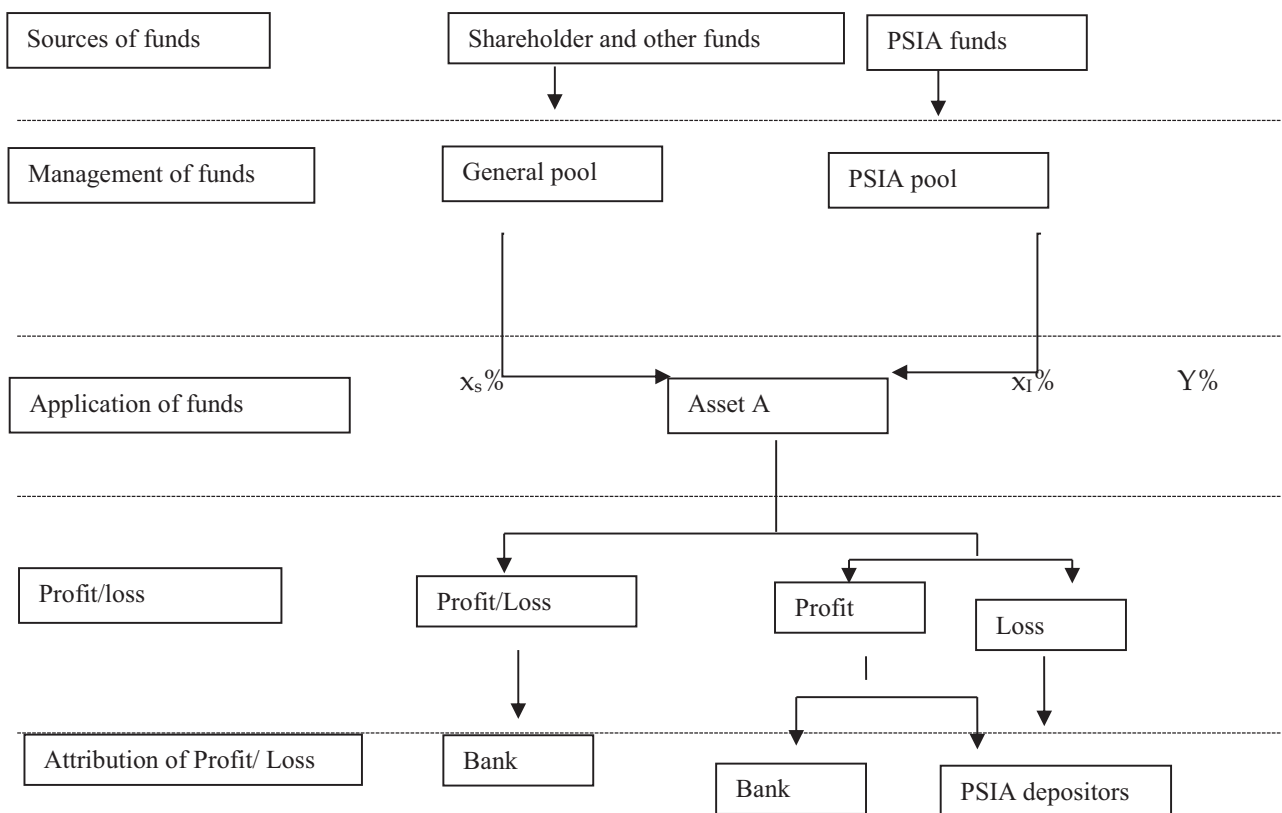 Sources of funds
Shareholder and other funds
PSIA funds
Management of funds
General pool
PSIA pool
Application of funds
xs%
Asset A
xI%
Y%
Profit/loss
Profit/Loss
Profit
Loss
Attribution of Profit/ Loss
Bank
Bank
PSIA depositors